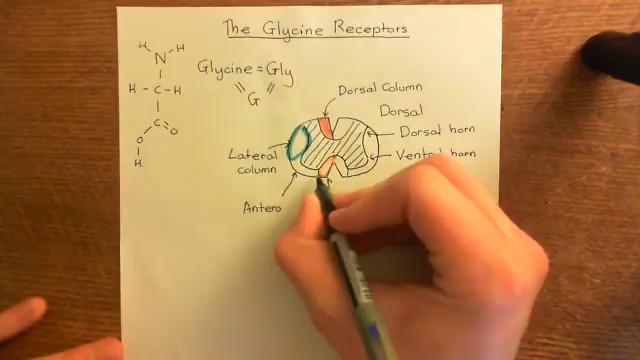 The Glycine Receptors
H H
N
H - C - H
C O
O
H
Glycine = Gly
G
Dorsal Column
Dorsal
Dorsal horn
Lateral column
Ventral horn
Antero